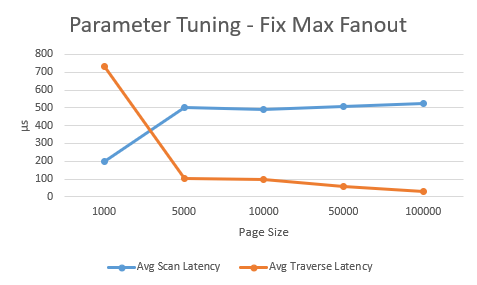 Parameter Tuning - Fix Max Fanout
800
700
600
500
400
300
200
100
0
µs
1000 5000 10000 50000 100000
Page Size
Avg Scan Latency Avg Traverse Latency